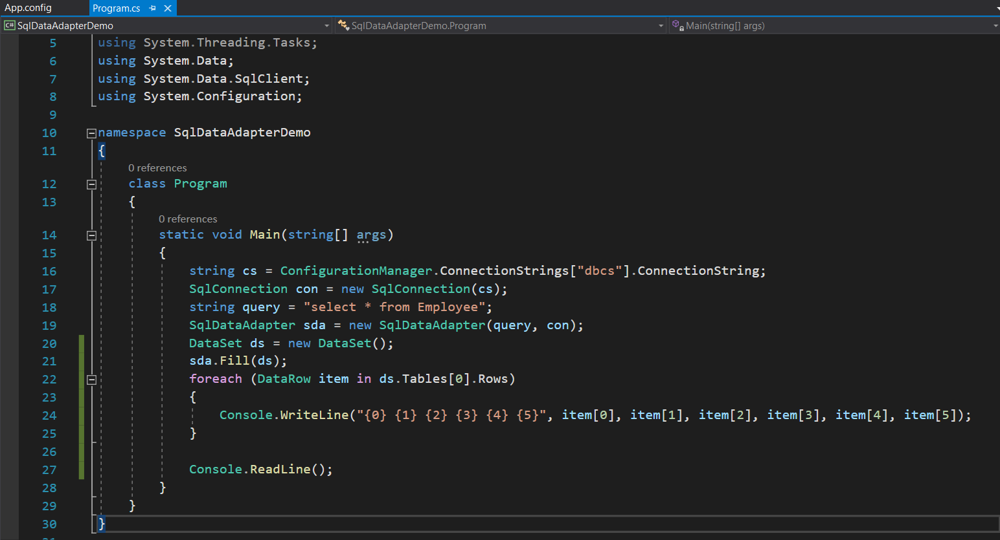 App.config Program.cs
C# SqlDataAdapterDemo SqlDataAdapterDemo.Program Main(string[] args)
5 using System.Threading.Tasks;
6 using System.Data;
7 using System.Data.SqlClient;
8 using System.Configuration;
9
10 namespace SqlDataAdapterDemo
11 {
0 references
12 class Program
13 {
0 references
14 static void Main(string[] args)
15 {
16 string cs = ConfigurationManager.ConnectionStrings["dbcs"].ConnectionString;
17 SqlConnection con = new SqlConnection(cs);
18 string query = "select * from Employee";
19 SqlDataAdapter sda = new SqlDataAdapter(query, con);
20 DataSet ds = new DataSet();
21 sda.Fill(ds);
22 foreach (DataRow item in ds.Tables[0].Rows)
23 {
24 Console.WriteLine("{0} {1} {2} {3} {4} {5}", item[0], item[1], item[2], item[3], item[4], item[5]);
25 }
26
27 Console.ReadLine();
28 }
29 }
30 }